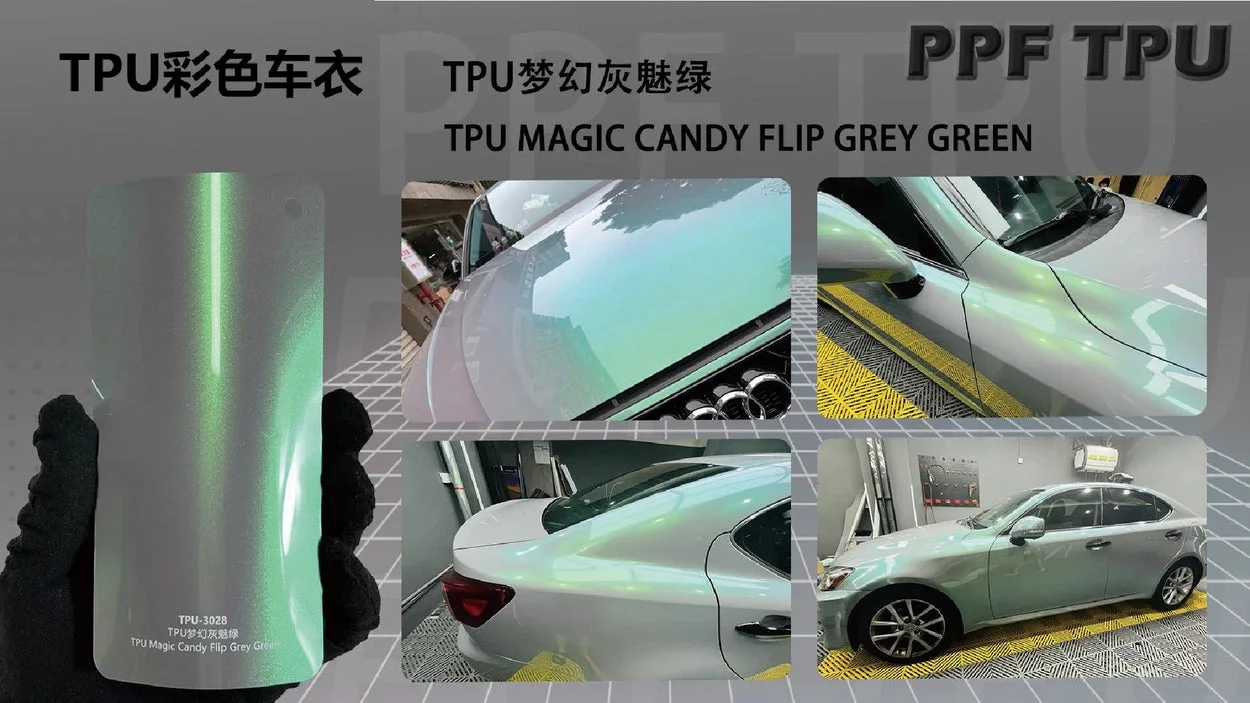 TPU彩色车衣
TPU梦幻灰魅绿
TPU MAGIC CANDY FLIP GREY GREEN
PPF TPU
PPF TPU
TPU-3028
TPU梦幻灰魅绿
TPU Magic Candy Flip Grey Green